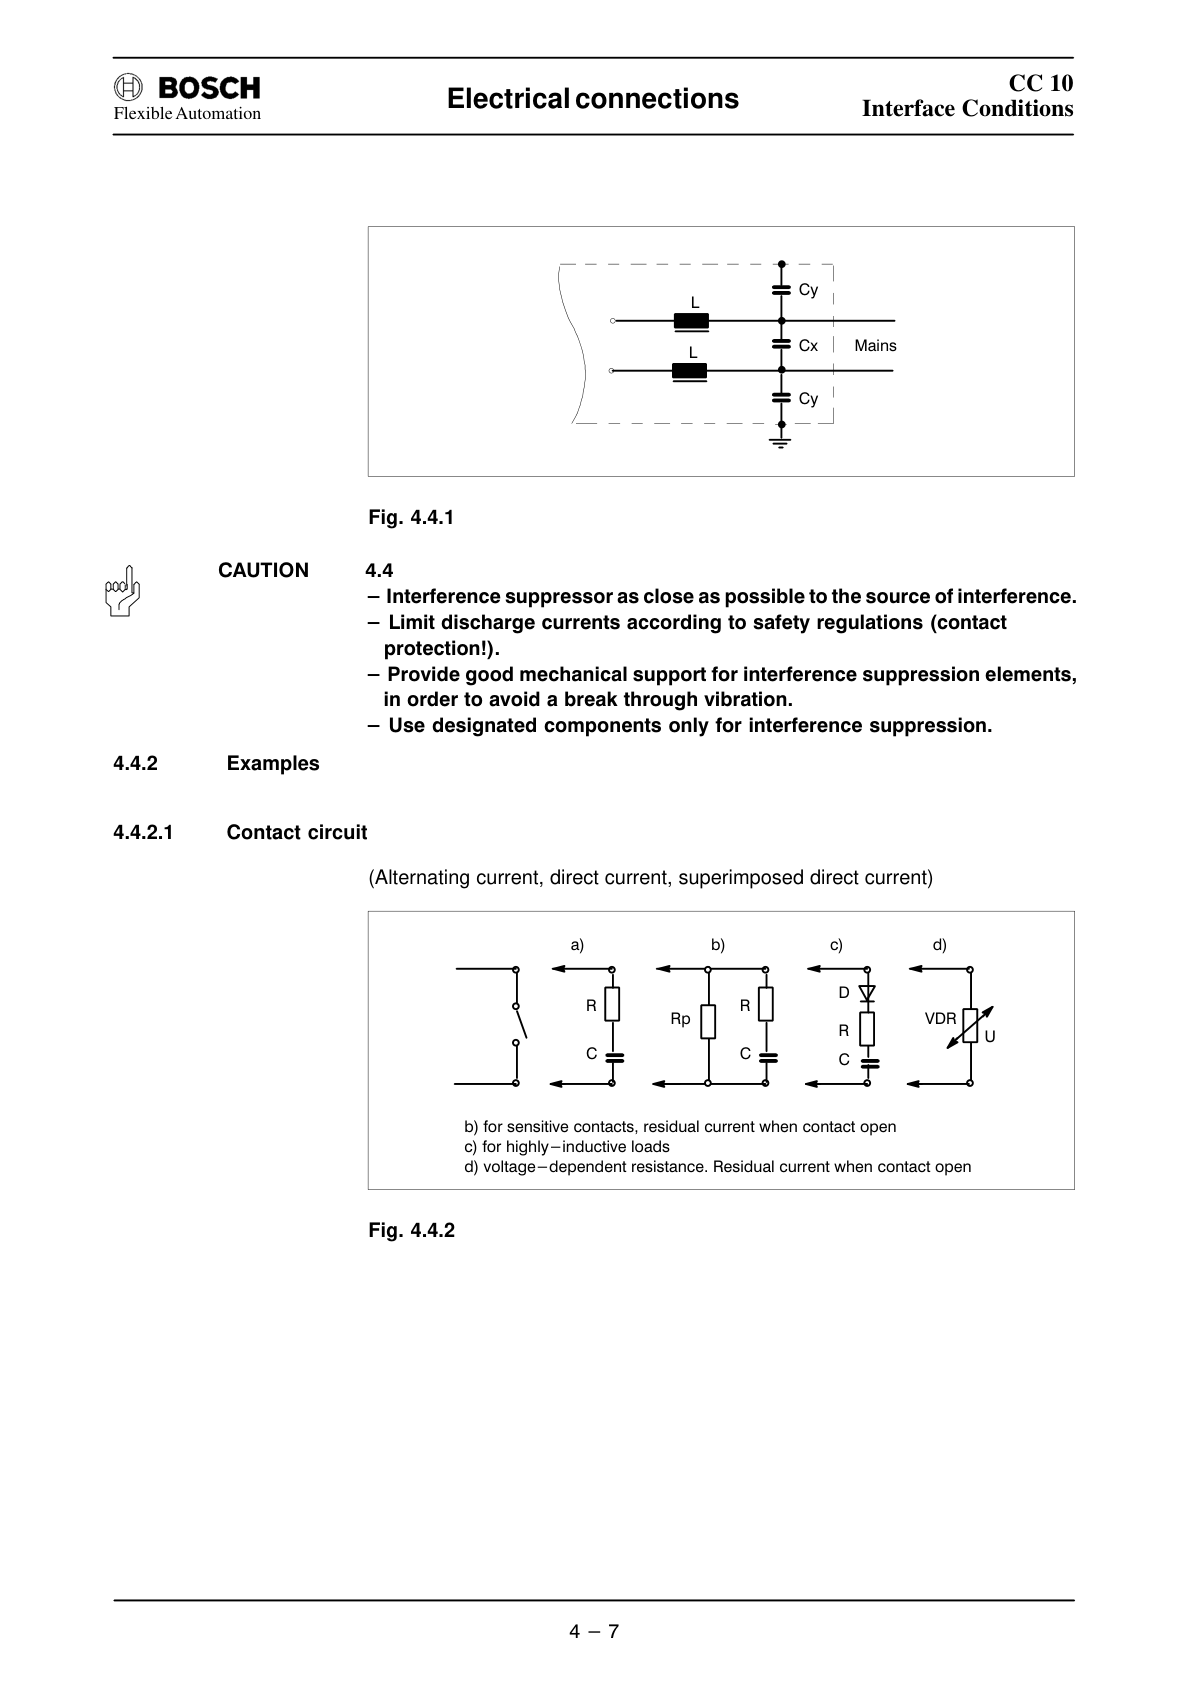 BOSCH
Flexible Automation
Electrical connections
CC 10
Interface Conditions
Cy
L
Cx
Mains
L
Cy
Fig. 4.4.1
CAUTION 4.4
– Interference suppressor as close as possible to the source of interference.
– Limit discharge currents according to safety regulations (contact
protection!).
– Provide good mechanical support for interference suppression elements,
in order to avoid a break through vibration.
– Use designated components only for interference suppression.
4.4.2 Examples
4.4.2.1 Contact circuit
(Alternating current, direct current, superimposed direct current)
a) b) c) d)
R
C
Rp
R
C
D
R
C
VDR
U
b) for sensitive contacts, residual current when contact open
c) for highly–inductive loads
d) voltage–dependent resistance. Residual current when contact open
Fig. 4.4.2
4 – 7